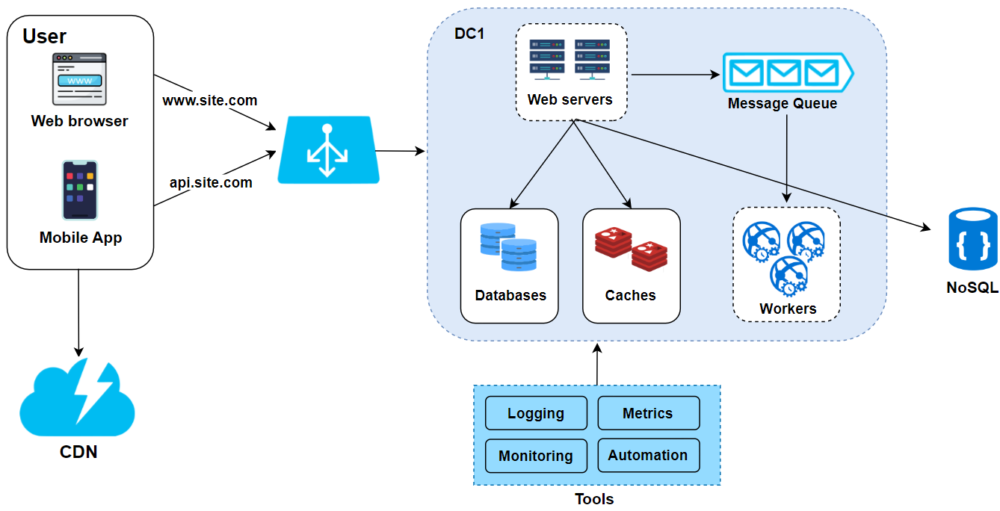 User
WWW
Web browser
Mobile App
www.site.com
api.site.com
CDN
DC1
Web servers
Message Queue
Databases
Caches
Workers
NoSQL
{ }
Logging
Metrics
Monitoring
Automation
Tools